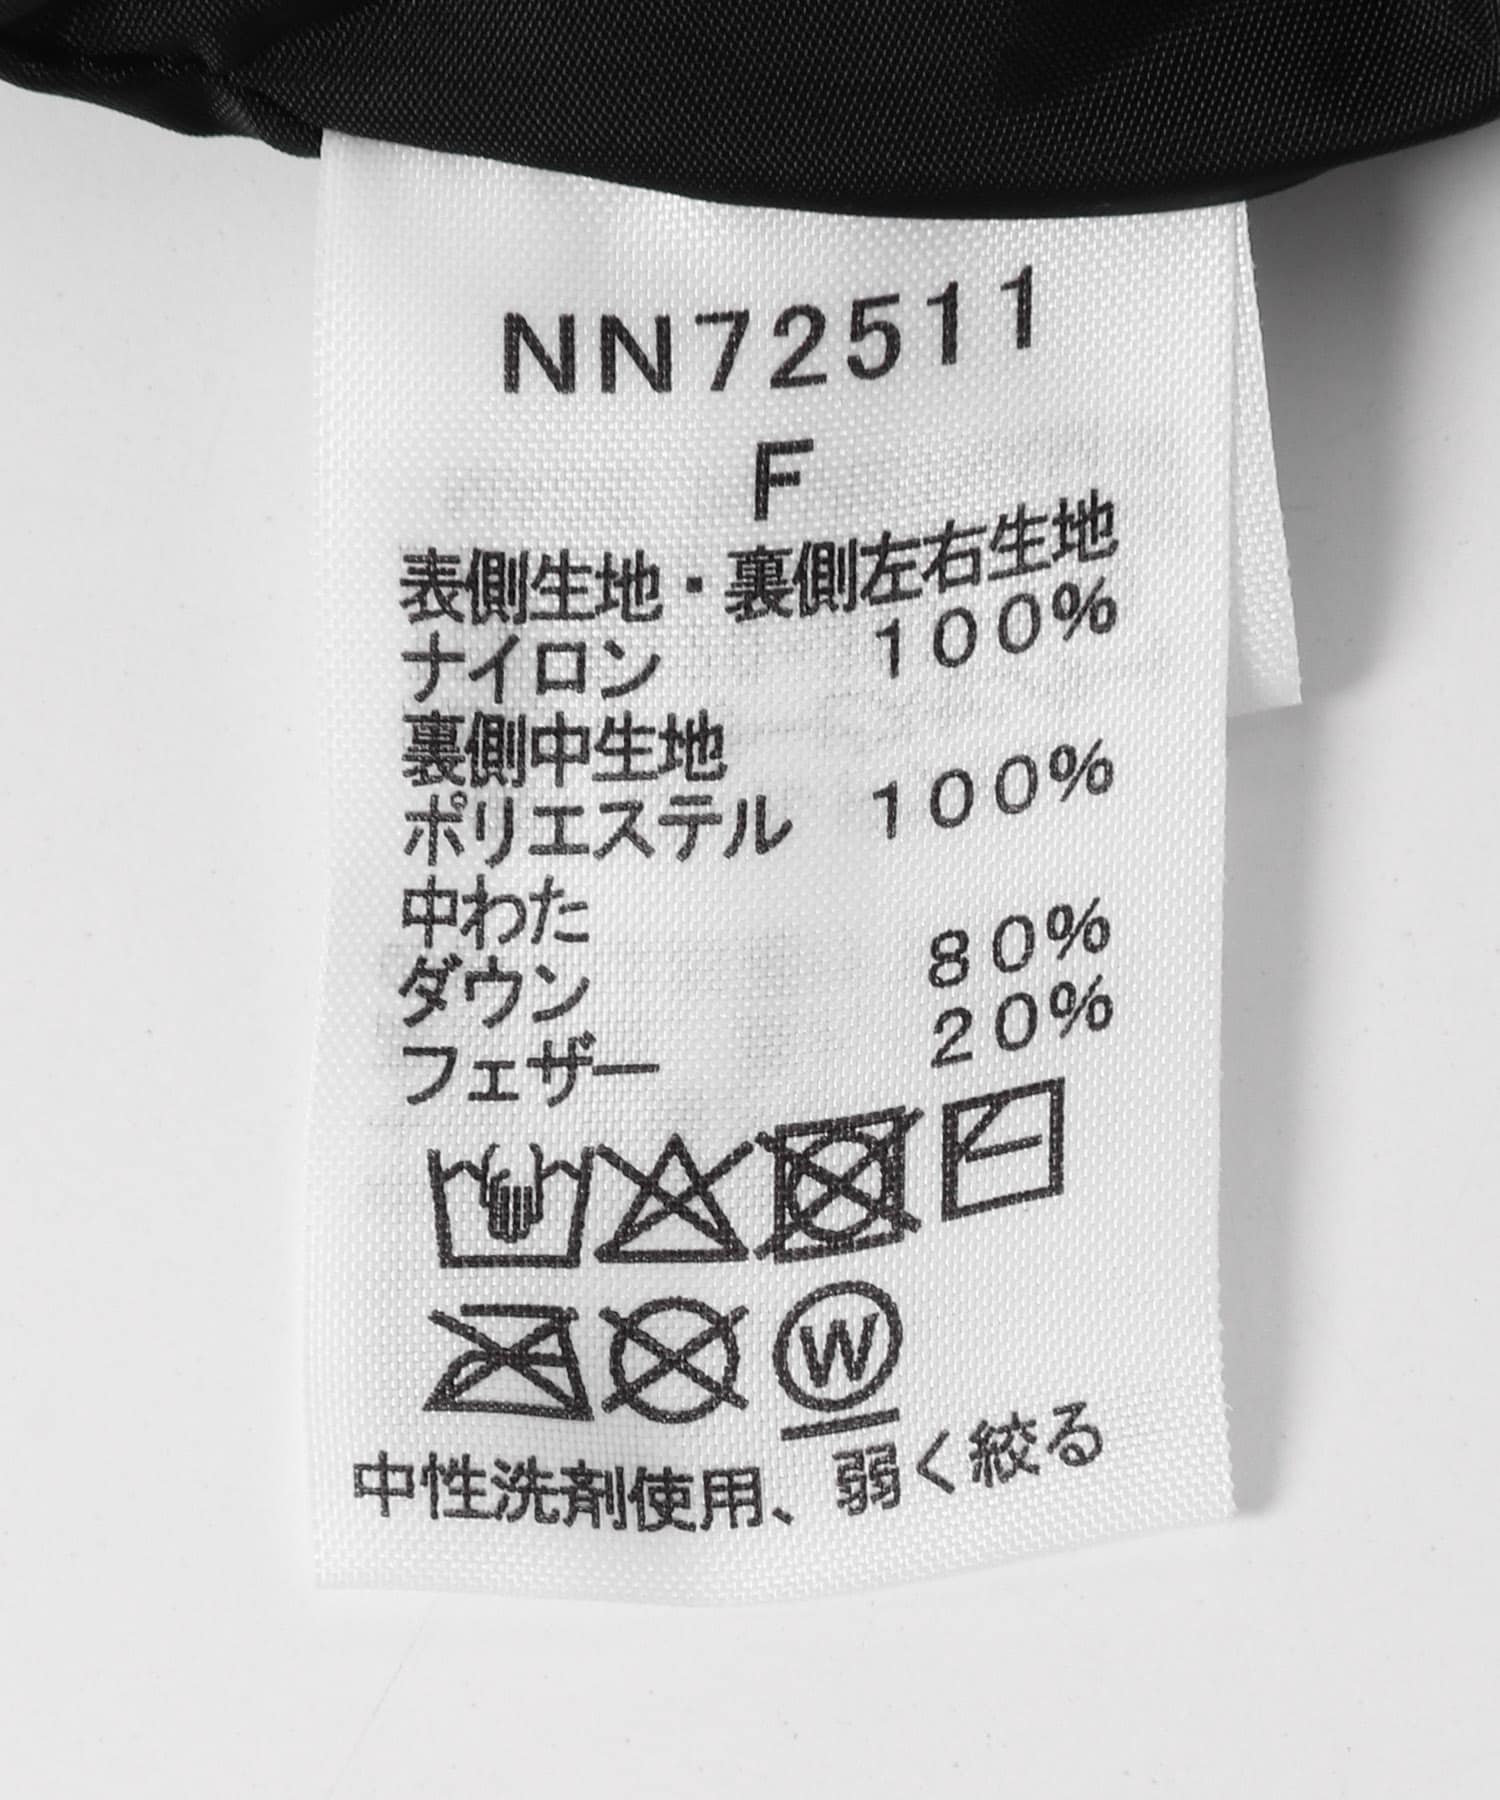 NN72511
F
表側生地・裏側左右生地
ナイロン 100%
裏側中生地
ポリエステル 100%
中わた
ダウン 80%
フェザー 20%
W
中性洗剤使用、弱く絞る